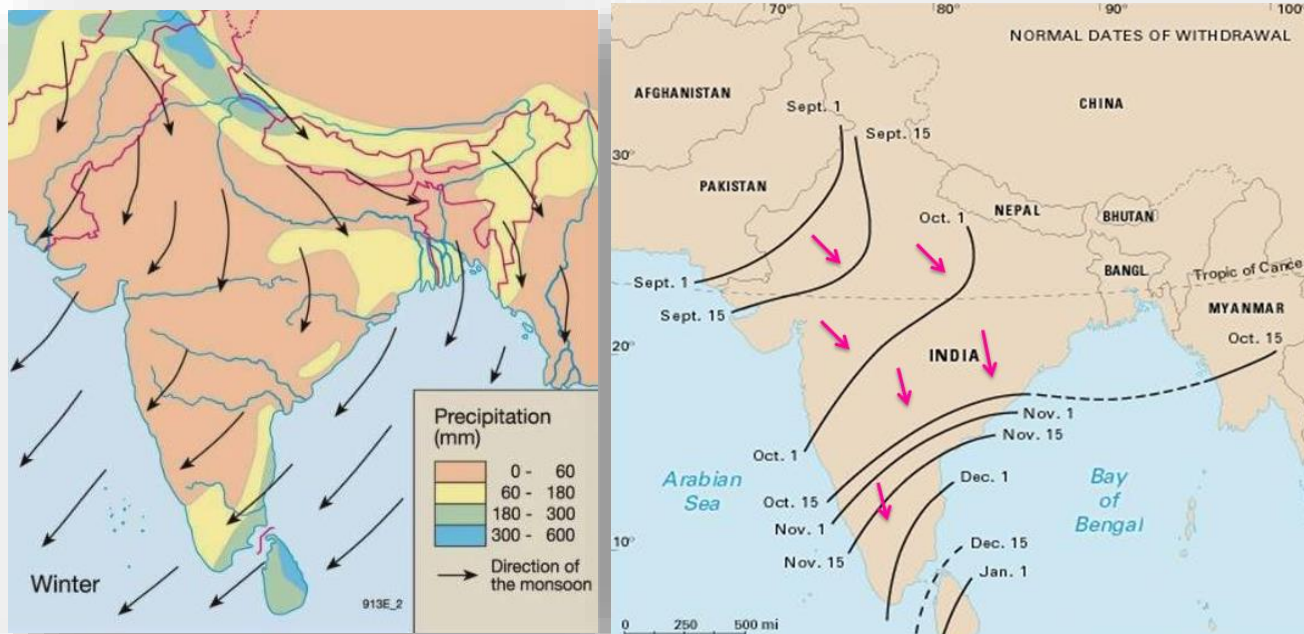 Precipitation
(mm)
0 - 60
60 - 180
180 - 300
300 - 600
Direction of
the monsoon
Winter
913E_2
70°
80°
90°
100°
NORMAL DATES OF WITHDRAWAL
AFGHANISTAN
CHINA
Sept. 1
Sept. 15
30°
PAKISTAN
NEPAL
BHUTAN
Oct. 1
BANGL.
Tropic of Cance
Sept. 1
Sept. 15
MYANMAR
Oct. 15
20°
INDIA
Nov. 1
Nov. 15
Oct. 1
Arabian
Sea
Dec. 1
Bay
of
Bengal
Oct. 15
Nov. 1
Nov. 15
10°
Dec. 15
Jan. 1
0 250 500 mi